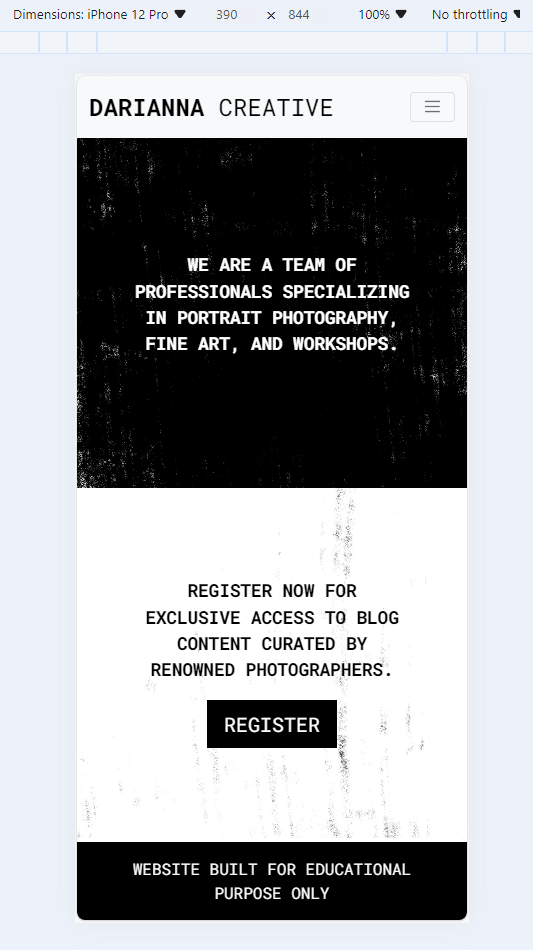 Dimensions: iPhone 12 Pro 390 × 844 100% No throttling
DARIANNA CREATIVE
WE ARE A TEAM OF
PROFESSIONALS SPECIALIZING
IN PORTRAIT PHOTOGRAPHY,
FINE ART, AND WORKSHOPS.
REGISTER NOW FOR
EXCLUSIVE ACCESS TO BLOG
CONTENT CURATED BY
RENOWNED PHOTOGRAPHERS.
REGISTER
WEBSITE BUILT FOR EDUCATIONAL
PURPOSE ONLY